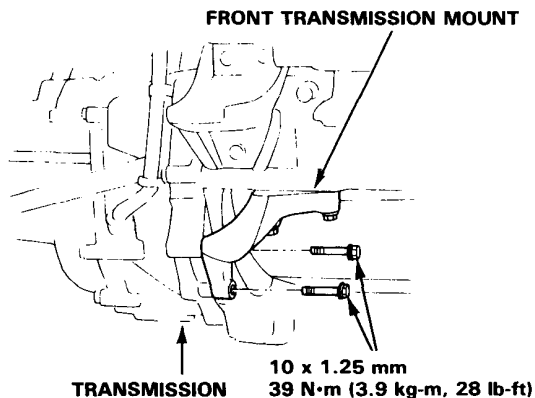 FRONT TRANSMISSION MOUNT
10 x 1.25 mm
39 N•m (3.9 kg-m, 28 lb-ft)
TRANSMISSION